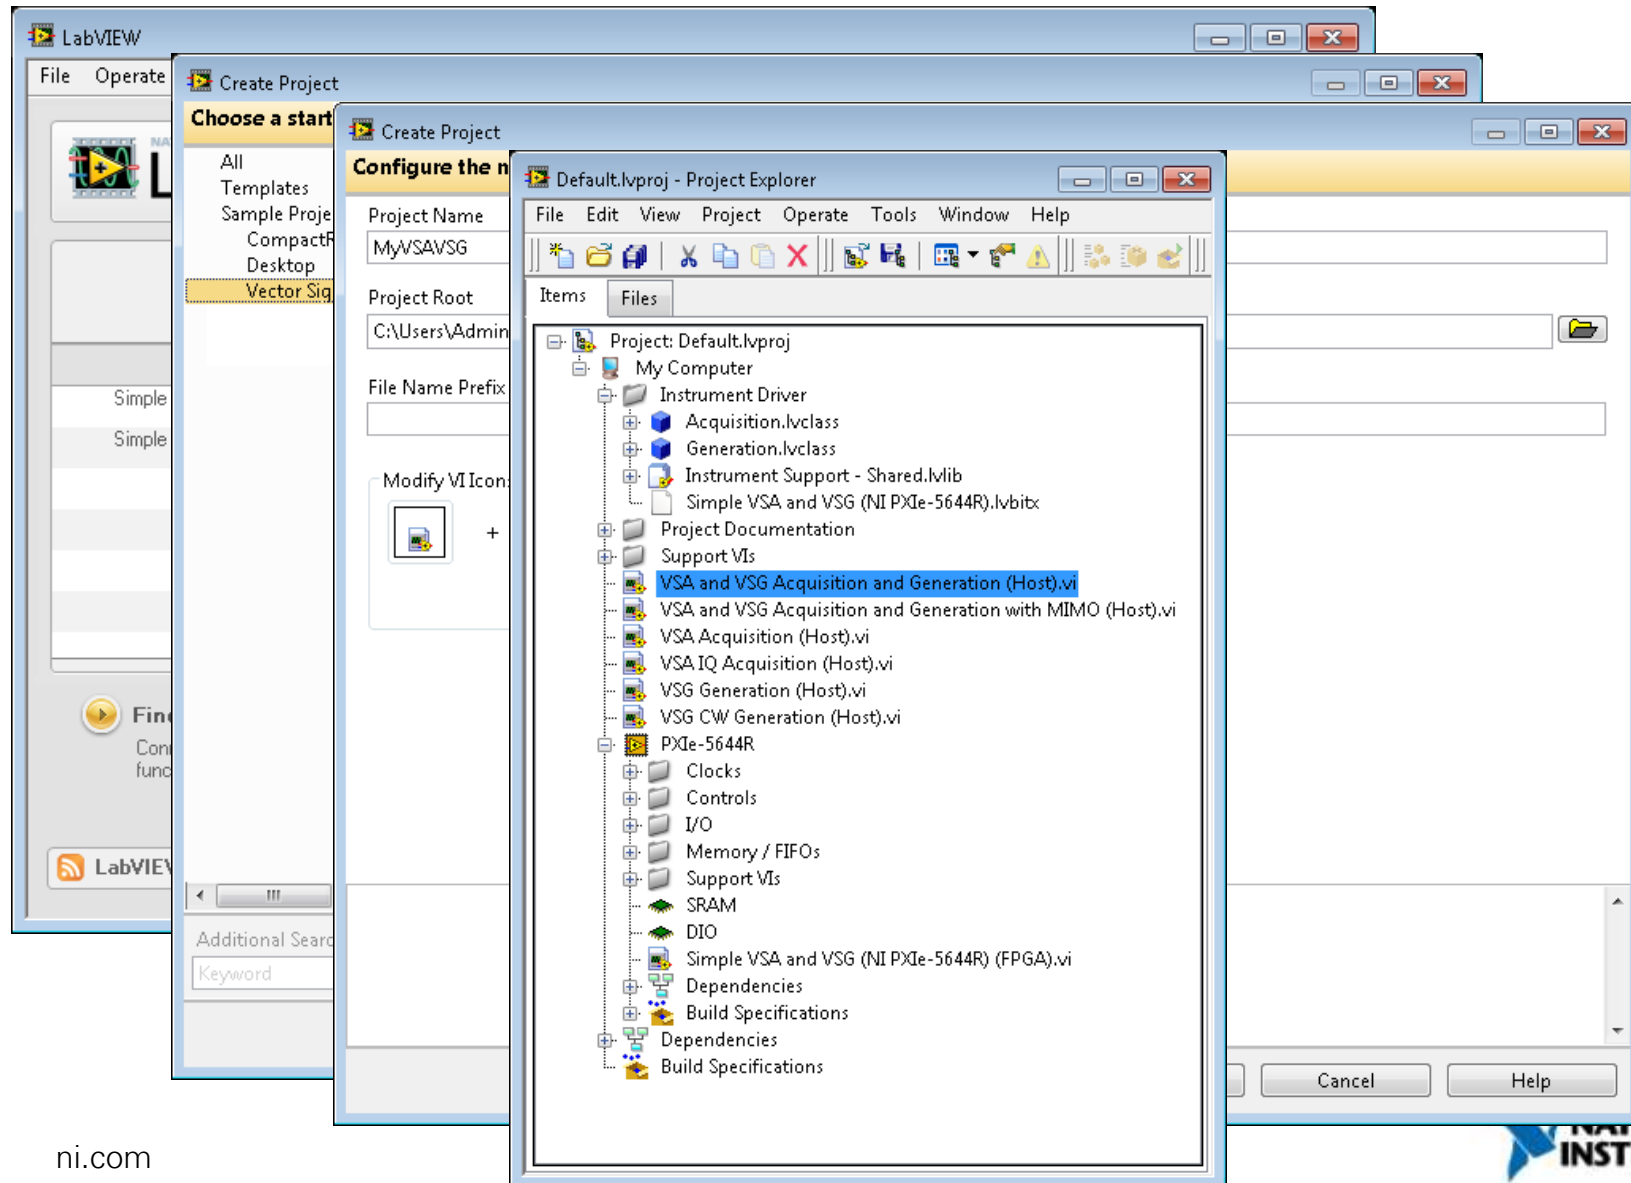 LabVIEW
File Operate
Create Project
Choose a start
All
Templates
Sample Proje
CompactR
Desktop
Vector Sig
Simple
Simple
Find
Conn
func
LabVIEW
Additional Searc
Keyword
Create Project
Configure the n
Project Name
MyVSAVSG
Project Root
C:\Users\Admin
File Name Prefix
Modify VI Icons
+
Cancel Help
Default.lvproj - Project Explorer
File Edit View Project Operate Tools Window Help
Items Files
Project: Default.lvproj
My Computer
Instrument Driver
Acquisition.lvclass
Generation.lvclass
Instrument Support - Shared.lvlib
Simple VSA and VSG (NI PXIe-5644R).lvbitx
Project Documentation
Support VIs
VSA and VSG Acquisition and Generation (Host).vi
VSA and VSG Acquisition and Generation with MIMO (Host).vi
VSA Acquisition (Host).vi
VSA IQ Acquisition (Host).vi
VSG Generation (Host).vi
VSG CW Generation (Host).vi
PXIe-5644R
Clocks
Controls
I/O
Memory / FIFOs
Support VIs
SRAM
DIO
Simple VSA and VSG (NI PXIe-5644R) (FPGA).vi
Dependencies
Build Specifications
Dependencies
Build Specifications
ni.com
INST